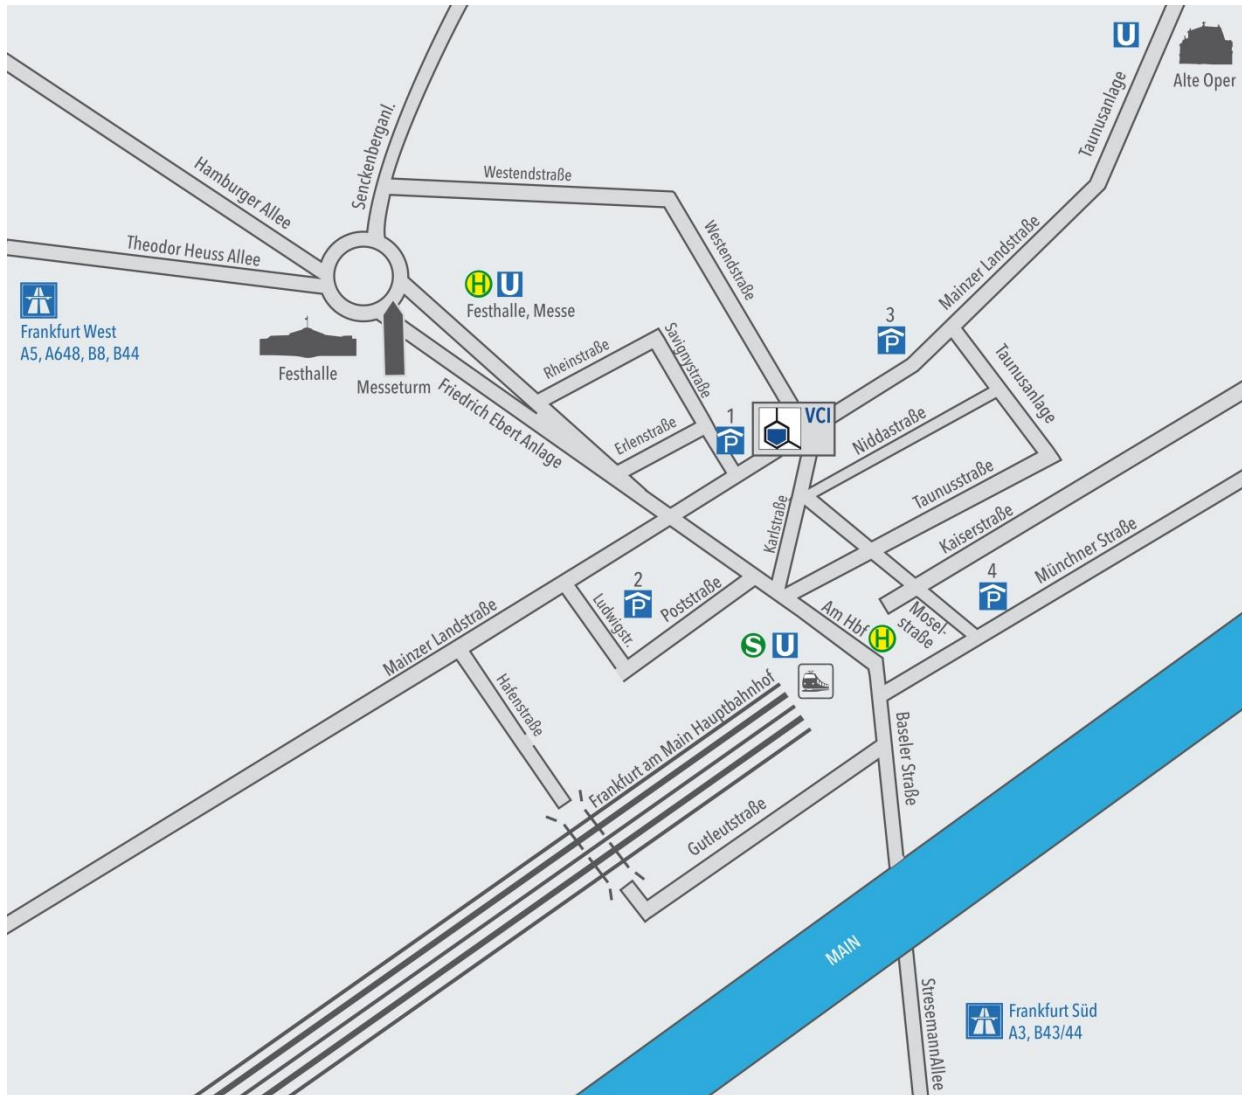 U
Alte Oper
Taunusanlage
Senckenberganl.
Hamburger Allee
Westendstraße
Theodor Heuss Allee
Westendstraße
Mainzer Landstraße
H U
Festhalle, Messe
Frankfurt West
A5, A648, B8, B44
Festhalle
Messeturm
Rheinstraße
Savignystraße
3
P
Taunusanlage
Friedrich Ebert Anlage
Erlenstraße
1
P
VCI
Niddastraße
Taunusstraße
Karlstraße
Kaiserstraße
Münchner Straße
2
P
Ludwigstr.
Poststraße
4
P
Am Hbf
H
Mosel-
straße
Mainzer Landstraße
S U
Hafenstraße
Frankfurt am Main Hauptbahnhof
Baseler Straße
Gutleutstraße
MAIN
StresemannAllee
Frankfurt Süd
A3, B43/44